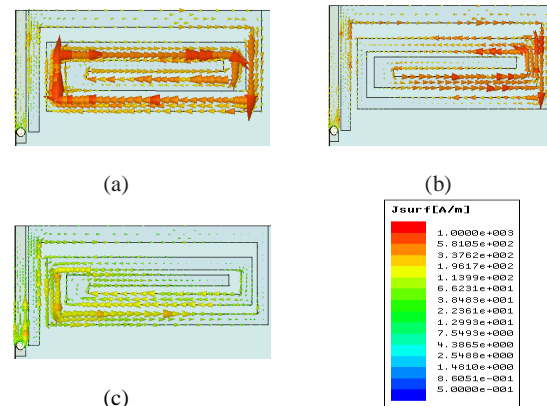 (a)
(b)
(c)
Jsurf[A/m]
1.0000e+003
5.8105e+002
3.3762e+002
1.9617e+002
1.1399e+002
6.6231e+001
3.8483e+001
2.2361e+001
1.2993e+001
7.5493e+000
4.3865e+000
2.5488e+000
1.4810e+000
8.6051e-001
5.0000e-001